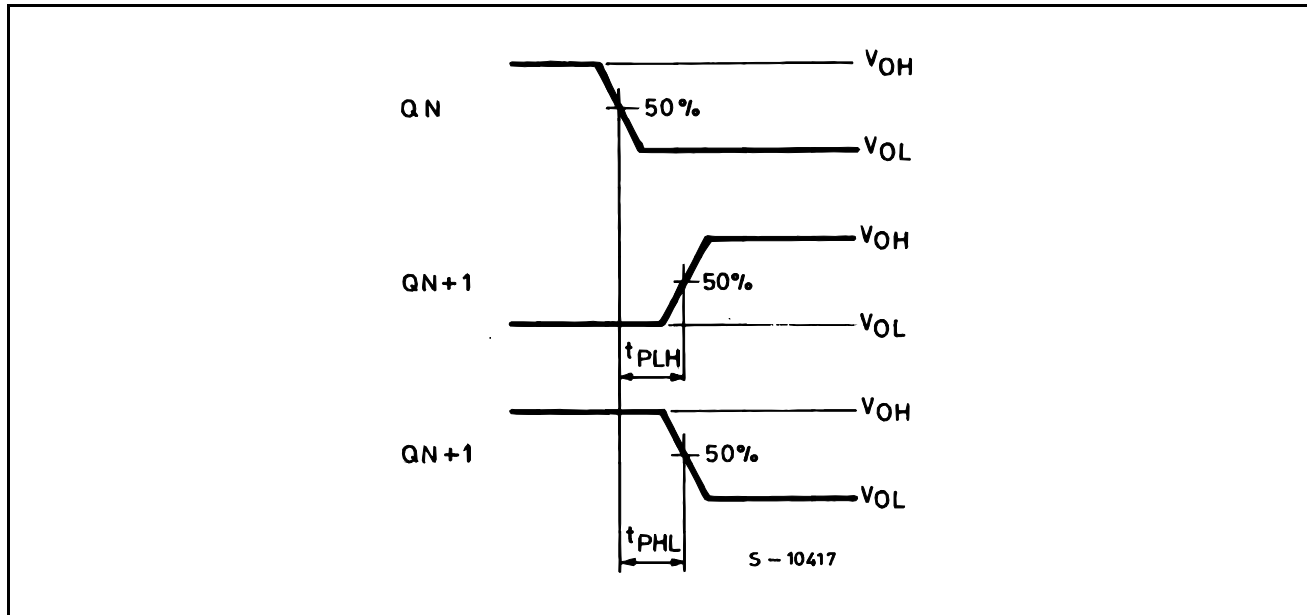 VOH
QN
50%
VOL
VOH
QN+1
50%
VOL
tPLH
VOH
QN+1
50%
VOL
tPHL
S – 10417